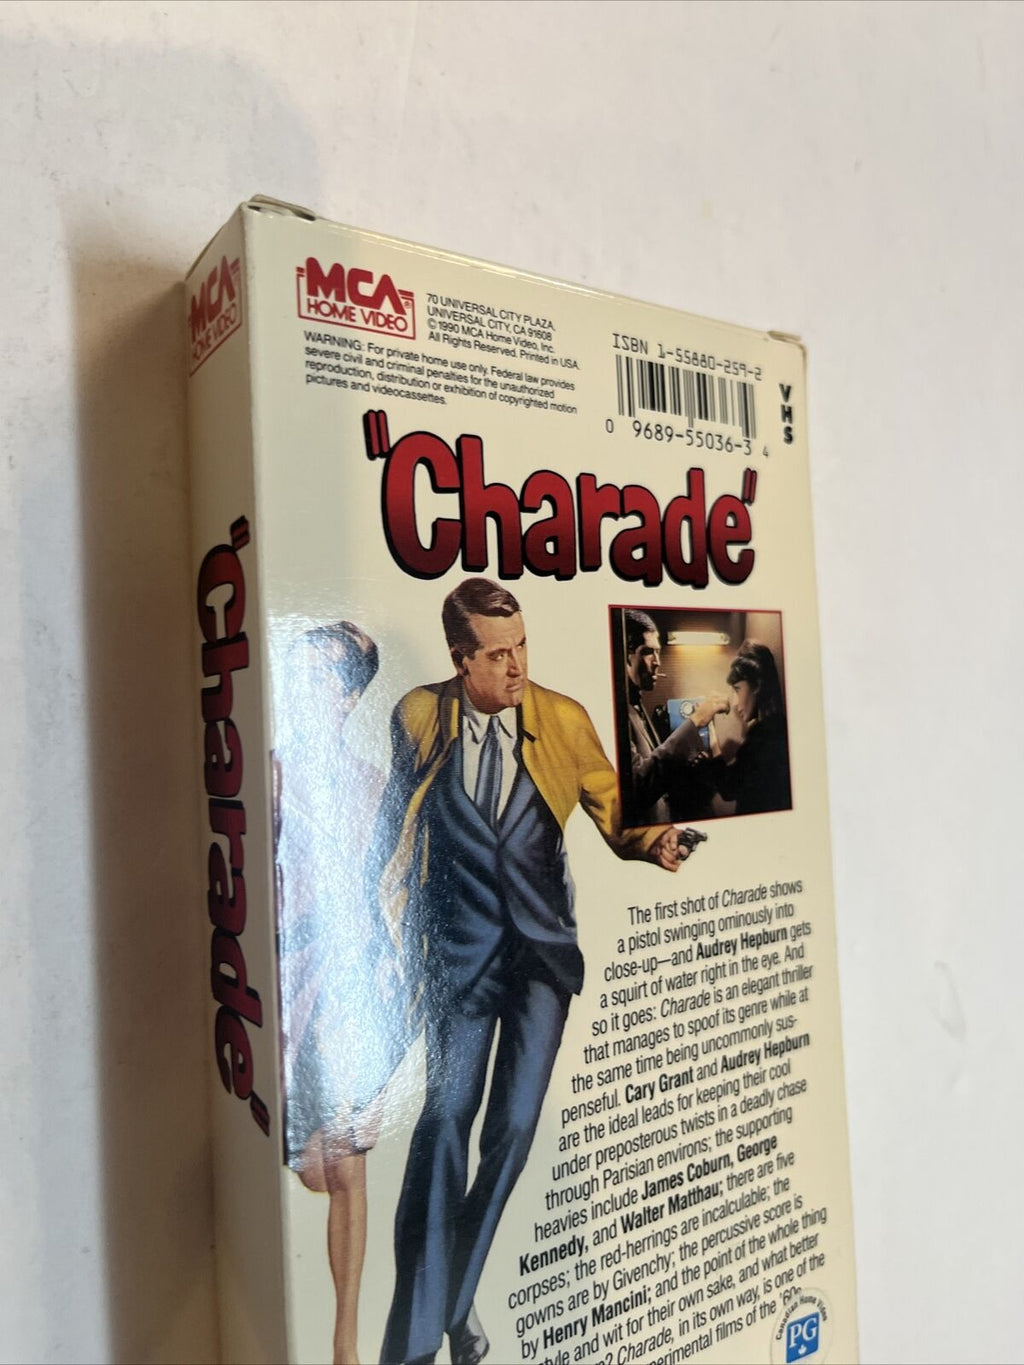 MCA
HOME VIDEO
"Charade"
MCA
HOME VIDEO
70 UNIVERSAL CITY PLAZA,
UNIVERSAL CITY, CA 91608
©1990 MCA Home Video, Inc.
All Rights Reserved. Printed in USA.
WARNING: For private home use only. Federal law provides
severe civil and criminal penalties for the unauthorized
reproduction, distribution or exhibition of copyrighted motion
pictures and videocassettes.
ISBN 1-55880-259-2
0 9689-55036-3 4
VHS
"Charade"
The first shot of Charade shows
a pistol swinging ominously into
close-up—and Audrey Hepburn gets
a squirt of water right in the eye. And
so it goes: Charade is an elegant thriller
that manages to spoof its genre while at
the same time being uncommonly sus-
penseful. Cary Grant and Audrey Hepburn
are the ideal leads for keeping their cool
under preposterous twists in a deadly chase
through Parisian environs; the supporting
heavies include James Coburn, George
Kennedy, and Walter Matthau; there are five
corpses; the red-herrings are incalculable; the
gowns are by Givenchy; the percussive score is
by Henry Mancini; and the point of the whole thing
style and wit for their own sake, and what better
? Charade, in its own way, is one of the
films of the '60s
Canadian Home Video
PG